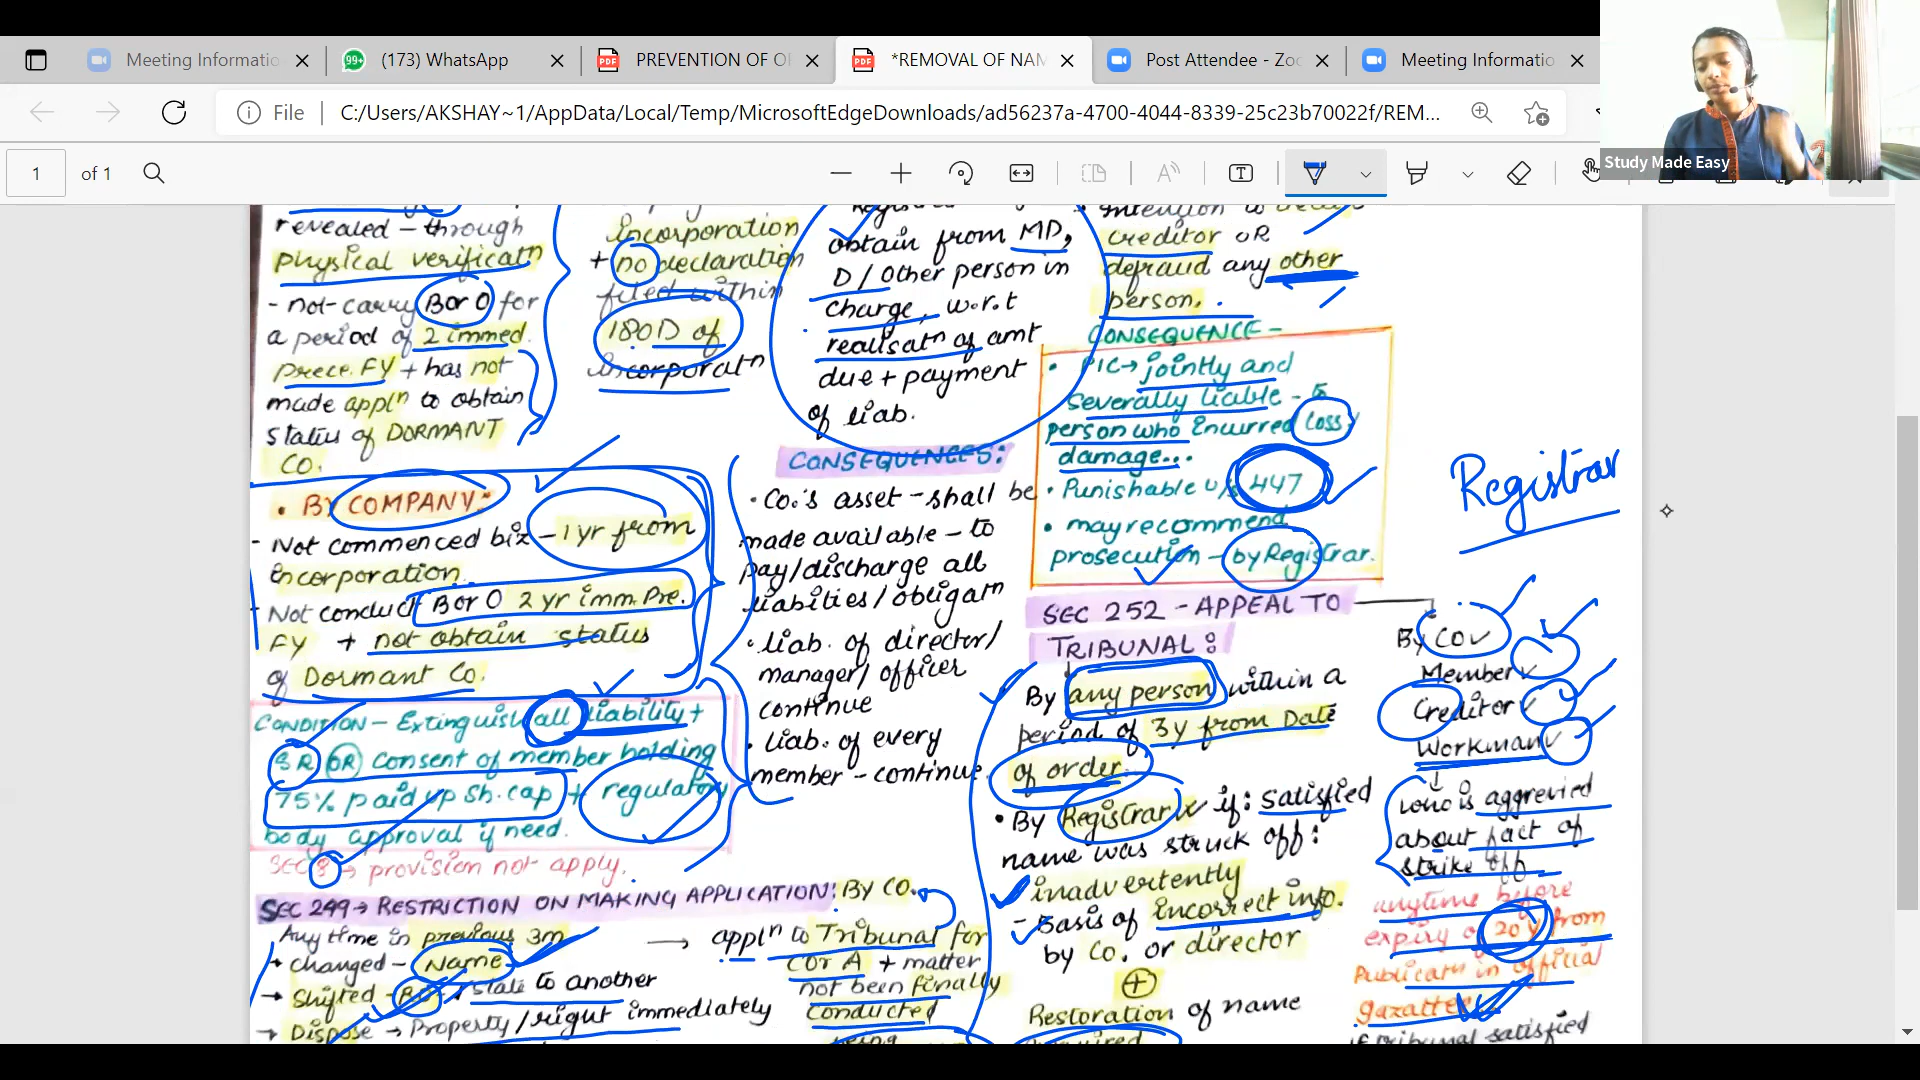 Meeting Informatio
(173) WhatsApp
PREVENTION OF O
*REMOVAL OF NAM
Post Attendee - Zoo
Meeting Informatio
99+
File
C:/Users/AKSHAY~1/AppData/Local/Temp/MicrosoftEdgeDownloads/ad56237a-4700-4044-8339-25c23b70022f/REM...
Study Made Easy
1
of 1
revealed – through
physical verificatn
- not carry B or O for
a period of 2 immed.
prece. FY + has not
made appln to obtain
status of DORMANT
CO.
• BY COMPANY:
- Not commenced biz – 1 yr from
incorporation
- Not conduct B or O 2 yr imm. Pre.
FY + not obtain status
of Dormant Co.
CONDITION – Extinguish all liability +
SR OR Consent of member holding
75% paid up sh. cap + regulatory
body approval if need.
SEC 8 → provision not apply.
SEC 249 → RESTRICTION ON MAKING APPLICATION: BY CO.
Any time in previous 3m
→ changed – Name
→ Shifted - state to another
→ Dispose → Property/right immediately
→ appln to Tribunal for
C or A + matter
not been finally
conducted
incorporation
+ no declaration
filed within
180D of
incorporatn
obtain from MD,
D / other person in
charge, w.r.t
realisatn of amt
due + payment
of liab.
CONSEQUENCES:
• Co.'s asset – shall be
made available – to
pay/discharge all
liabities/obligatn
• liab. of director/
manager/officer
continue
• liab. of every
member – continue.
creditor OR
defraud any other
person.
CONSEQUENCE –
• PIC → jointly and
severally liable -
person who incurred loss/
damage...
• Punishable u/s 447
• may recommend
prosecution – by Registrar.
SEC 252 - APPEAL TO
TRIBUNAL:
By any person within a
period of 3y from Date
of order.
• By Registrar if: satisfied
name was struck off:
inadvertently
- Basis of incorrect info.
by Co. or director
+
Restoration of name
Registrar
By Co
Member
Creditor
Workman
who is aggrevied
about fact of
strike off
anytime before
expiry of 20Y from
Publicatn in official
gazatte
if tribunal satisfied